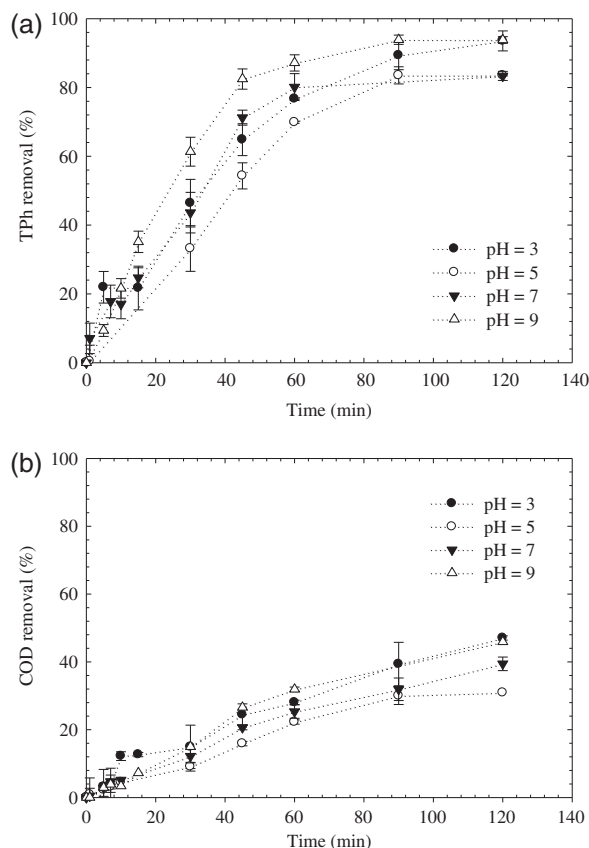 (a)
100
80
60
40
20
0
TPh removal (%)
pH = 3
pH = 5
pH = 7
pH = 9
0 20 40 60 80 100 120 140
Time (min)
(b)
100
80
60
40
20
0
COD removal (%)
pH = 3
pH = 5
pH = 7
pH = 9
0 20 40 60 80 100 120 140
Time (min)